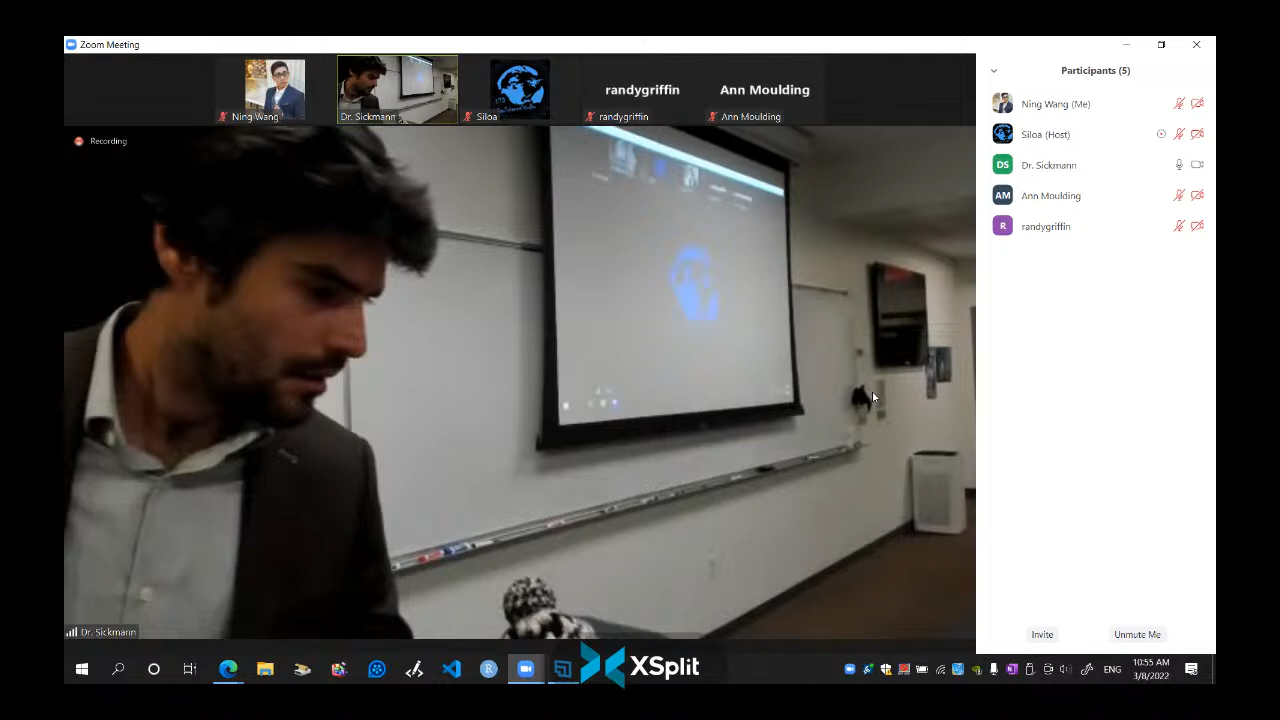 Zoom Meeting
Participants (5)
randygriffin
Ann Moulding
Ning Wang
Dr. Sickmann
Siloa
randygriffin
Ann Moulding
Recording
Ning Wang (Me)
Siloa (Host)
DS Dr. Sickmann
AM Ann Moulding
R randygriffin
Dr. Sickmann
Invite
Unmute Me
XSplit
ENG
10:55 AM
3/8/2022